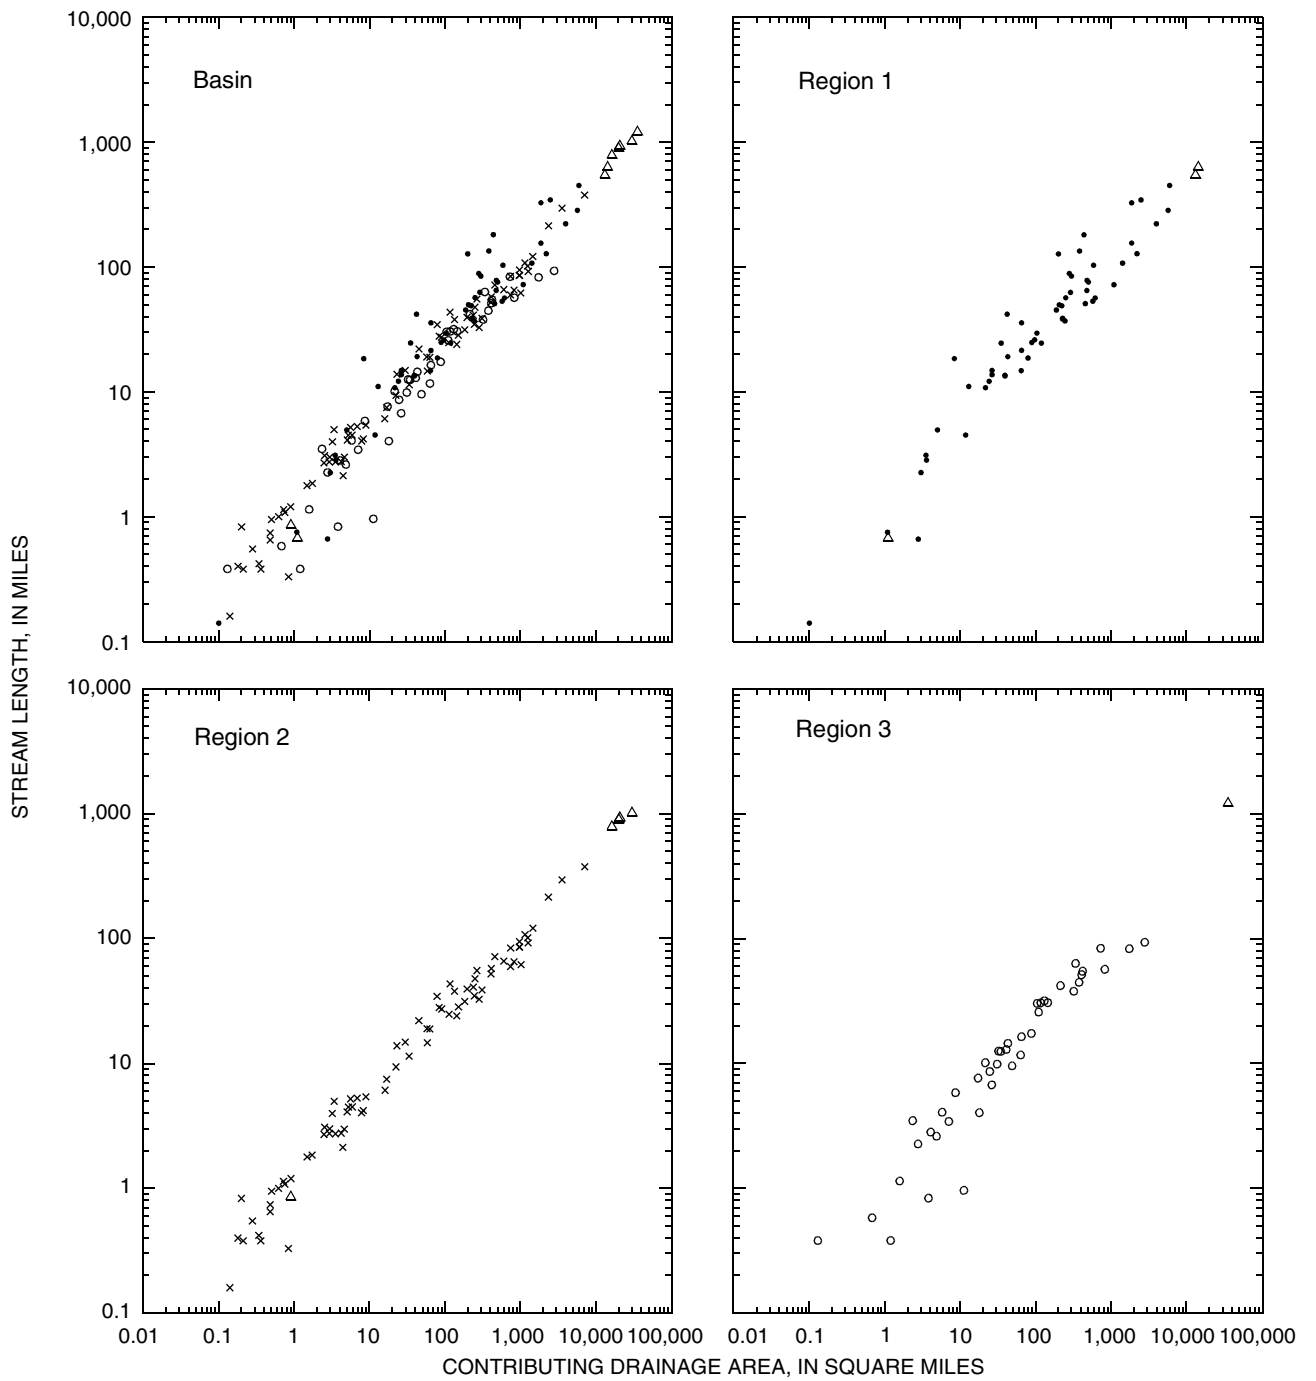 10,000
1,000
100
10
1
0.1
Basin
Region 1
STREAM LENGTH, IN MILES
10,000
1,000
100
10
1
0.1
Region 2
Region 3
0.01 0.1 1 10 100 1,000 10,000 100,000
0.01 0.1 1 10 100 1,000 10,000 100,000
CONTRIBUTING DRAINAGE AREA, IN SQUARE MILES